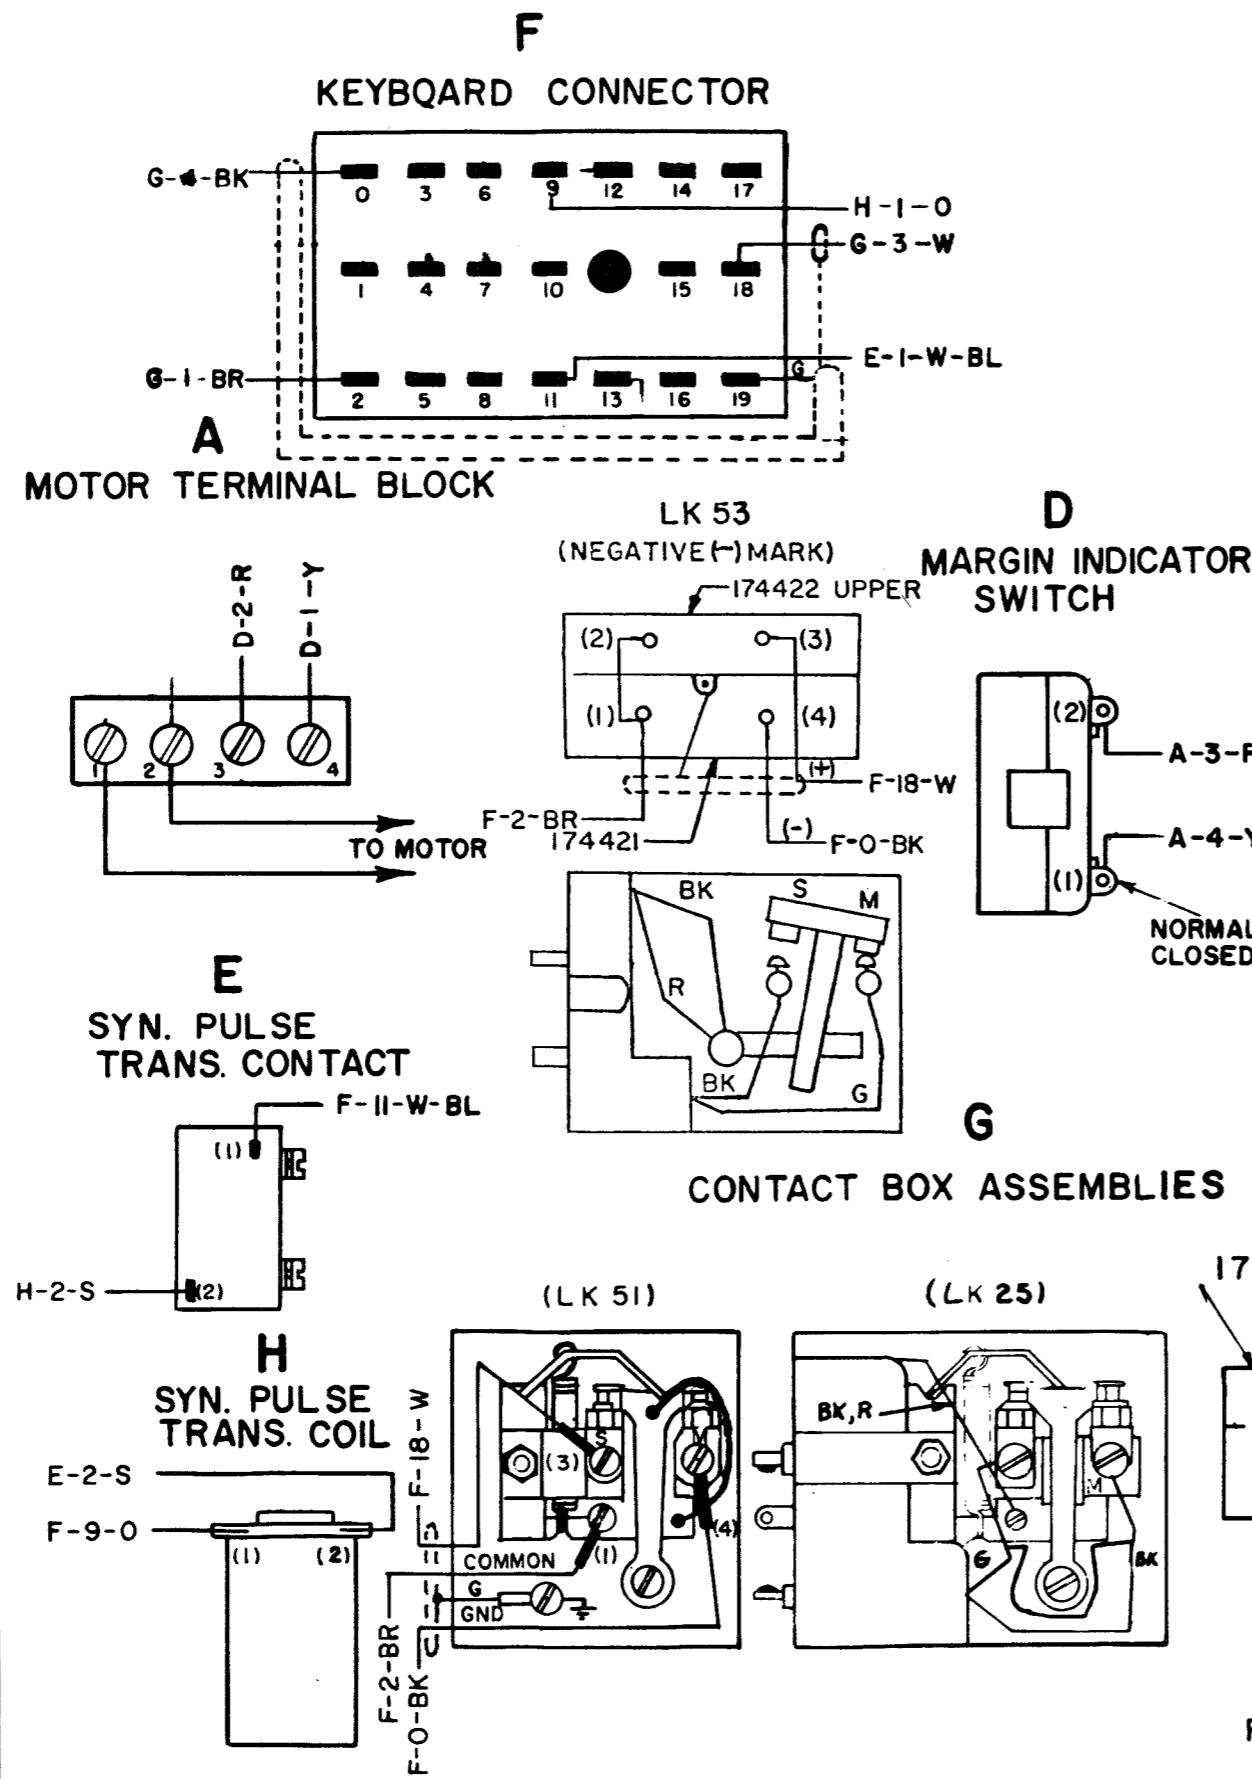 F
KEYBQARD CONNECTOR
G-4-BK
0 3 6 9 12 14 17
H-1-O
G-3-W
1 4 7 10 15 18
E-1-W-BL
G-1-BR
G
2 5 8 11 13 16 19
A
MOTOR TERMINAL BLOCK
D-2-R
D-1-Y
1 2 3 4
TO MOTOR
LK 53
(NEGATIVE (-) MARK)
174422 UPPER
(2) (3)
(1) (4)
(+)
F-18-W
F-2-BR
174421
(-)
F-0-BK
D
MARGIN INDICATOR
SWITCH
(2)
A-3-
A-4-Y
(1)
NORMAL
CLOSED
BK S M
R
BK G
E
SYN. PULSE
TRANS. CONTACT
F-11-W-BL
(1)
H-2-S
(2)
G
CONTACT BOX ASSEMBLIES
H
SYN. PULSE
TRANS. COIL
E-2-S
F-9-O
(1) (2)
(LK 51)
F-18-W
S M
(3)
(4)
COMMON (1)
G
GND
F-2-BR
F-0-BK
(LK 25)
BK, R
M
G
BK
17